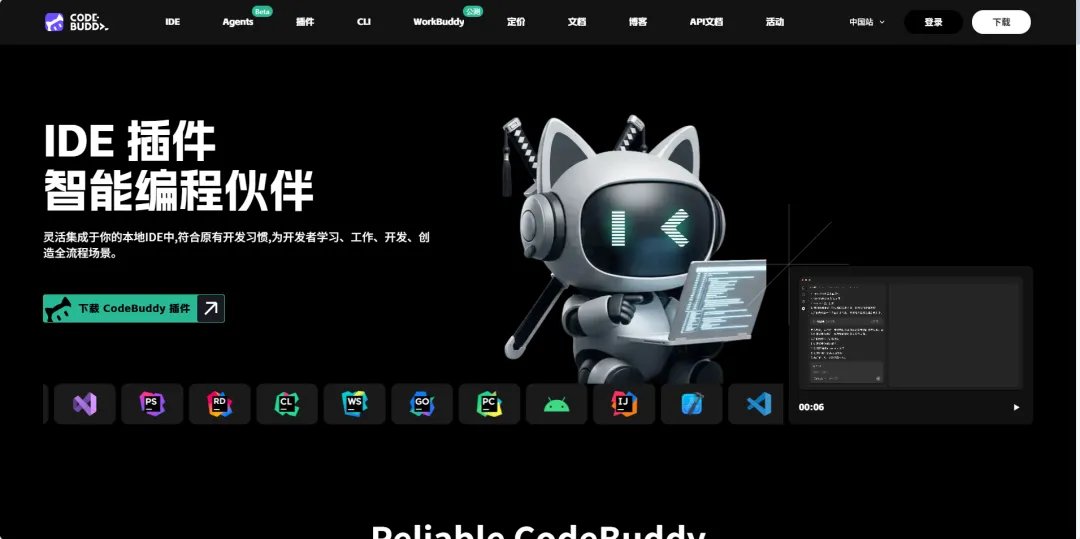 CODE-
BUDD>_
IDE
Agents
Beta
插件
CLI
WorkBuddy
公测
定价
文档
博客
API文档
活动
中国站
登录
下载
IDE 插件
智能编程伙伴
灵活集成于你的本地IDE中,符合原有开发习惯,为开发者学习、工作、开发、创
造全流程场景。
下载 CodeBuddy 插件
PS
RD
CL
WS
GO
PC
IJ
00:06
Reliable CodeBuddy